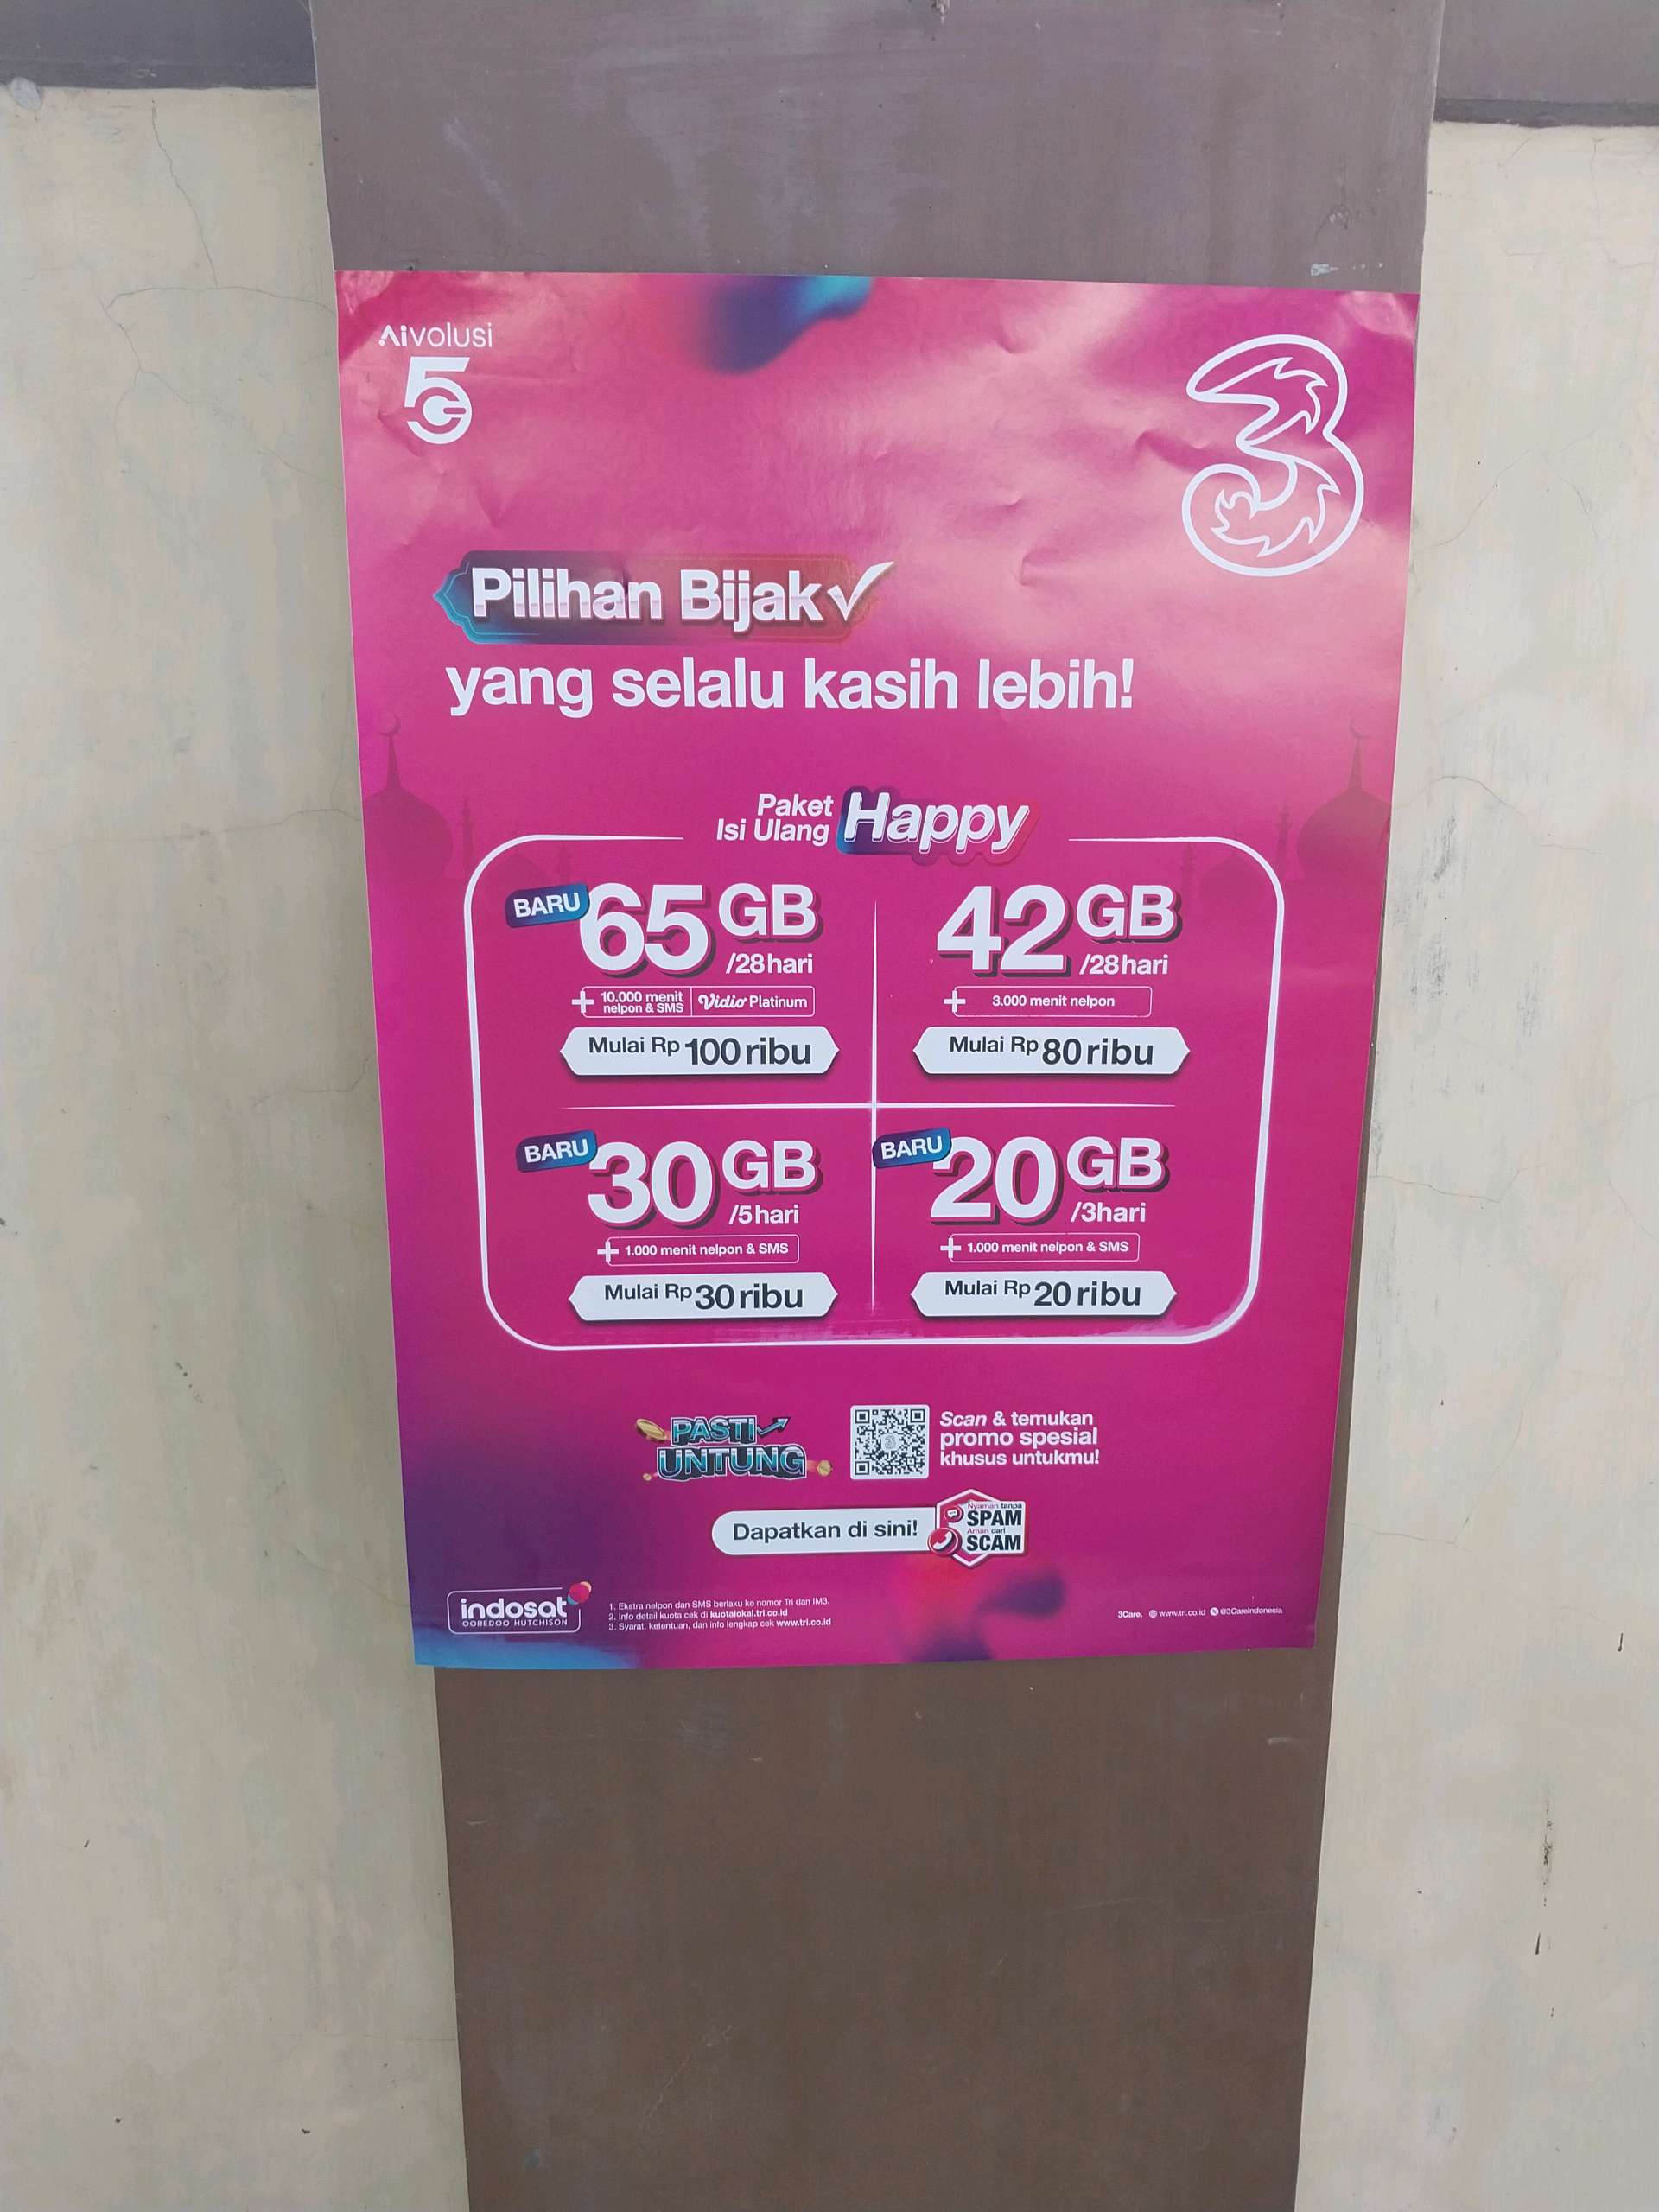 Aivolusi
5G
3
Pilihan Bijak
yang selalu kasih lebih!
Paket
Isi Ulang
Happy
BARU
65 GB
/28 hari
+ 10.000 menit
nelpon & SMS
Vidio Platinum
Mulai Rp 100 ribu
42 GB
/28 hari
+ 3.000 menit nelpon
Mulai Rp 80 ribu
BARU
30 GB
/5 hari
+ 1.000 menit nelpon & SMS
Mulai Rp 30 ribu
BARU
20 GB
/3hari
+ 1.000 menit nelpon & SMS
Mulai Rp 20 ribu
PASTI
UNTUNG
Scan & temukan
promo spesial
khusus untukmu!
Dapatkan di sini!
Nyaman tanpa
SPAM
Aman dari
SCAM
indosat
OOREDOO HUTCHISON
1. Ekstra nelpon dan SMS berlaku ke nomor Tri dan IM3.
2. Info detail kuota cek di kuotalokal.tri.co.id
3. Syarat, ketentuan, dan info lengkap cek www.tri.co.id
3Care. www.tri.co.id @3CareIndonesia